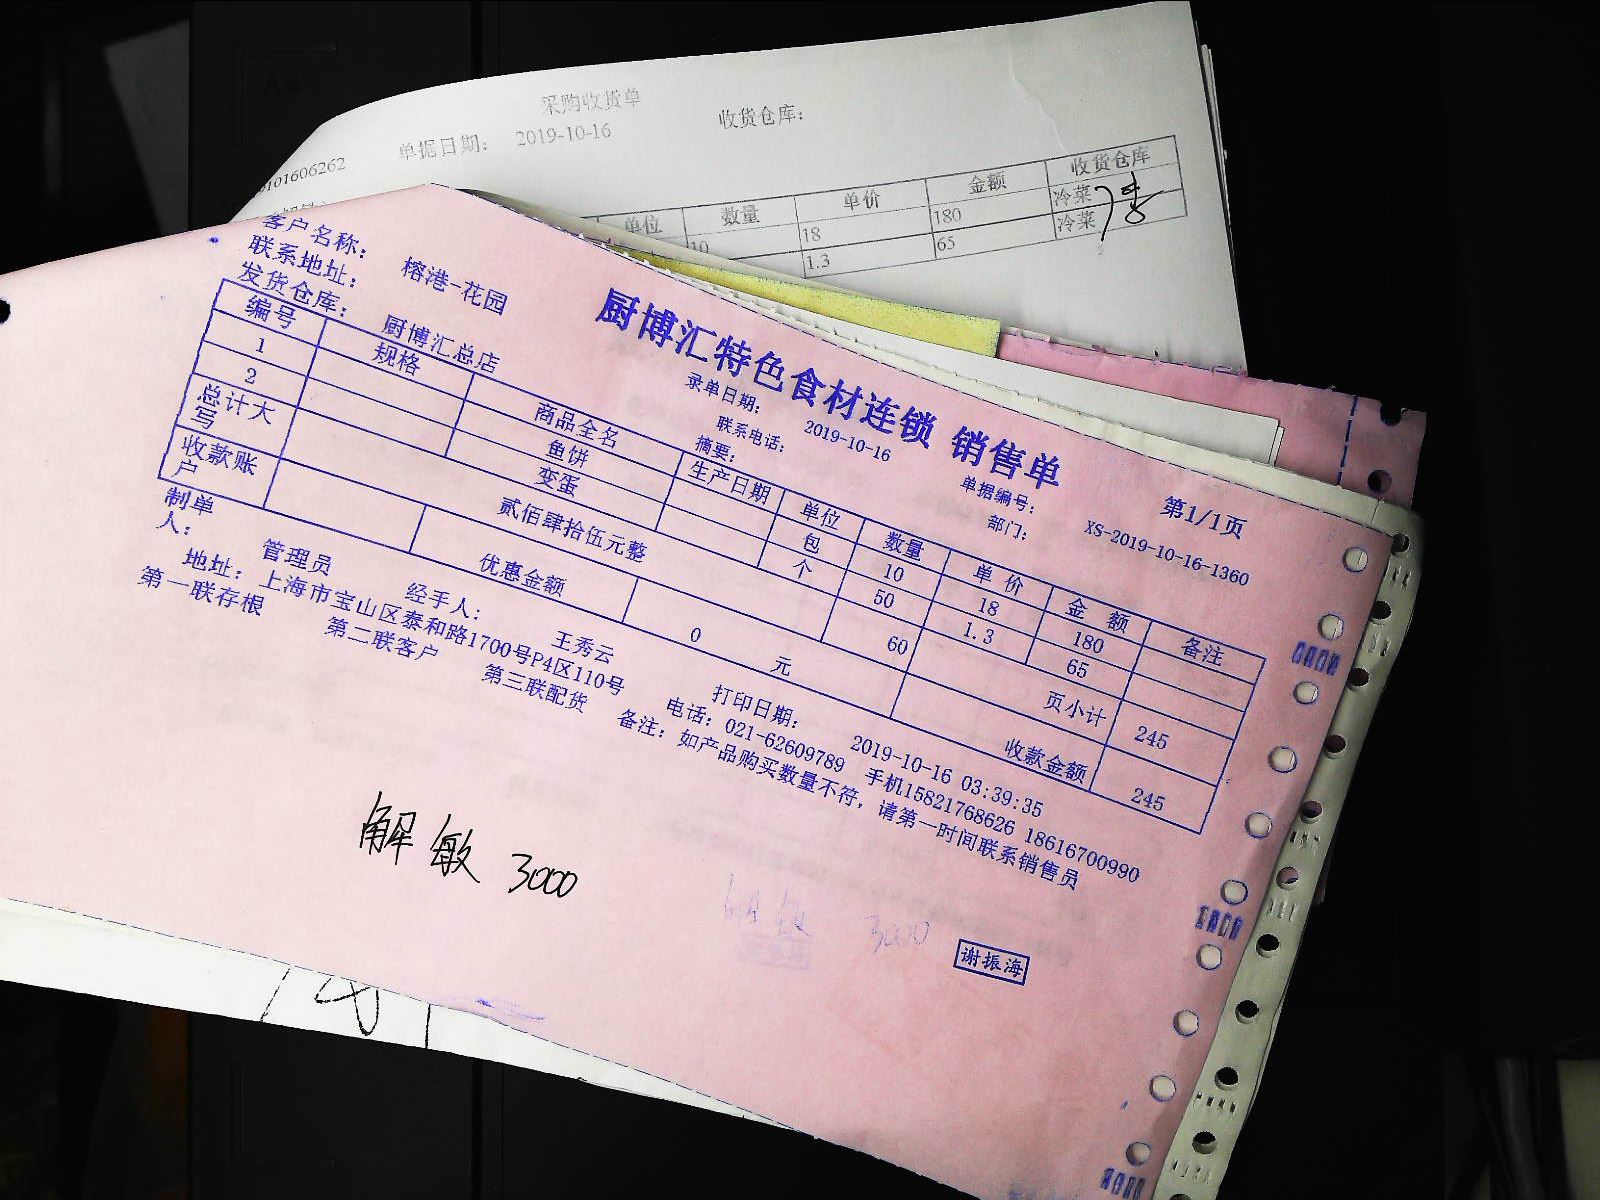 采购收货单
101606262 单据日期： 2019-10-16 收货仓库：
单位 数量 单价 金额 收货仓库
10 18 180 冷菜
1.3 65 冷菜
厨博汇特色食材连锁 销售单
第1/1页
客户名称： 榕港-花园 录单日期： 2019-10-16 单据编号： XS-2019-10-16-1360
联系地址： 联系电话： 部门：
发货仓库： 厨博汇总店 摘要：
编号 规格 商品全名 生产日期 单位 数量 单 价 金 额 备注
1 鱼饼 包 10 18 180
2 变蛋 个 50 1.3 65
总计大写 贰佰肆拾伍元整 60 页小计 245
收款账户 优惠金额 0 元 收款金额 245
制单人： 管理员 经手人： 王秀云 打印日期： 2019-10-16 03:39:35
地址： 上海市宝山区泰和路1700号P4区110号 电话：021-62609789 手机15821768626 18616700990
第一联存根 第二联客户 第三联配货 备注：如产品购买数量不符，请第一时间联系销售员
解敏 3000
3000
谢振海